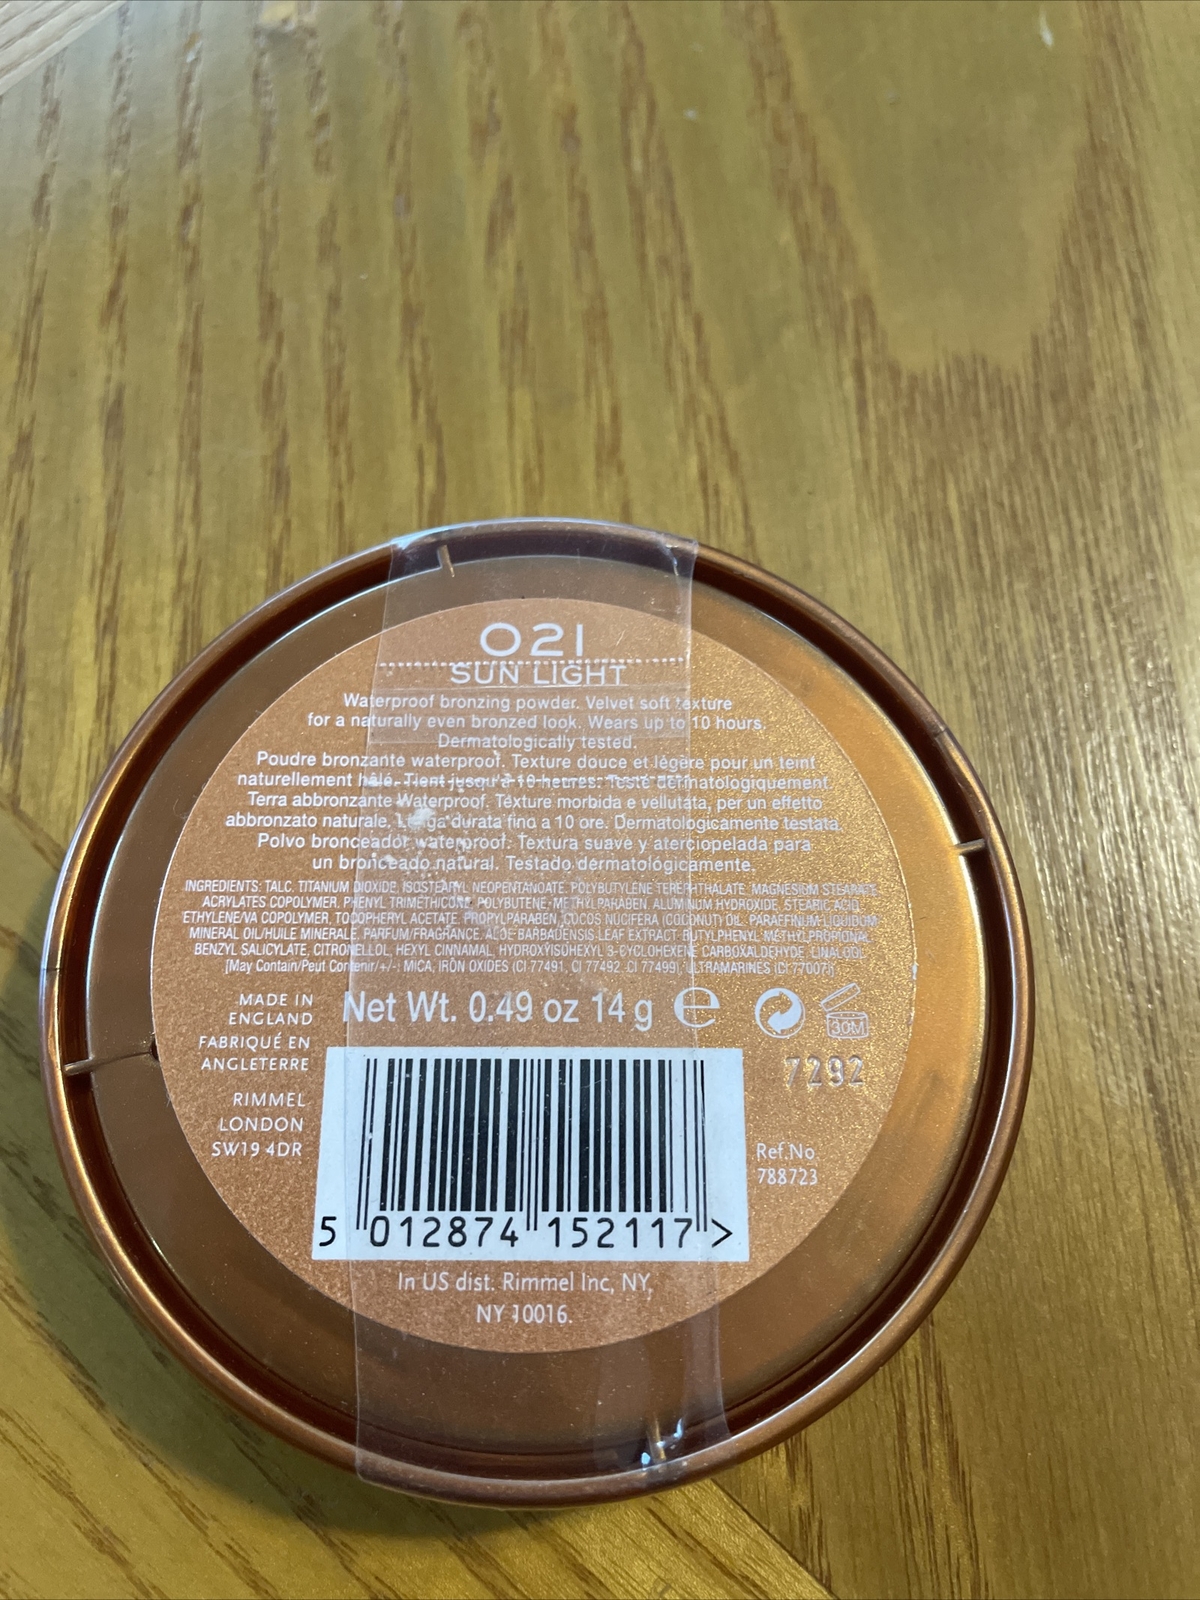 021
SUN LIGHT
Waterproof bronzing powder. Velvet soft texture
for a naturally even bronzed look. Wears up to 10 hours.
Dermatologically tested.
Poudre bronzante waterproof. Texture douce et légère pour un teint
naturellement hâlé. Tient jusqu'à 10 heures. Testé dermatologiquement.
Terra abbronzante Waterproof. Texture morbida e vellutata, per un effetto
abbronzato naturale. Lunga durata fino a 10 ore. Dermatologicamente testata.
Polvo bronceador waterproof. Textura suave y aterciopelada para
un bronceado natural. Testado dermatológicamente.
INGREDIENTS: TALC, TITANIUM DIOXIDE, ISOSTEARYL NEOPENTANOATE, POLYBUTYLENE TEREPHTHALATE, MAGNESIUM STEARATE,
ACRYLATES COPOLYMER, PHENYL TRIMETHICONE, POLYBUTENE, METHYLPARABEN, ALUMINUM HYDROXIDE, STEARIC ACID,
ETHYLENE/VA COPOLYMER, TOCOPHERYL ACETATE, PROPYLPARABEN, COCOS NUCIFERA (COCONUT) OIL, PARAFFINUM LIQUIDUM/
MINERAL OIL/HUILE MINERALE, PARFUM/FRAGRANCE, ALOE BARBADENSIS LEAF EXTRACT, BUTYLPHENYL METHYLPROPIONAL,
BENZYL SALICYLATE, CITRONELLOL, HEXYL CINNAMAL, HYDROXYISOHEXYL 3-CYCLOHEXENE CARBOXALDEHYDE, LINALOOL,
[May Contain/Peut Contenir/+/-: MICA, IRON OXIDES (CI 77491, CI 77492, CI 77499), ULTRAMARINES (CI 77007)].
MADE IN
ENGLAND
FABRIQUÉ EN
ANGLETERRE
Net Wt. 0.49 oz 14 g e
30M
7292
RIMMEL
LONDON
SW19 4DR
Ref.No.
788723
5 012874 152117 >
In US dist. Rimmel Inc, NY,
NY 10016.